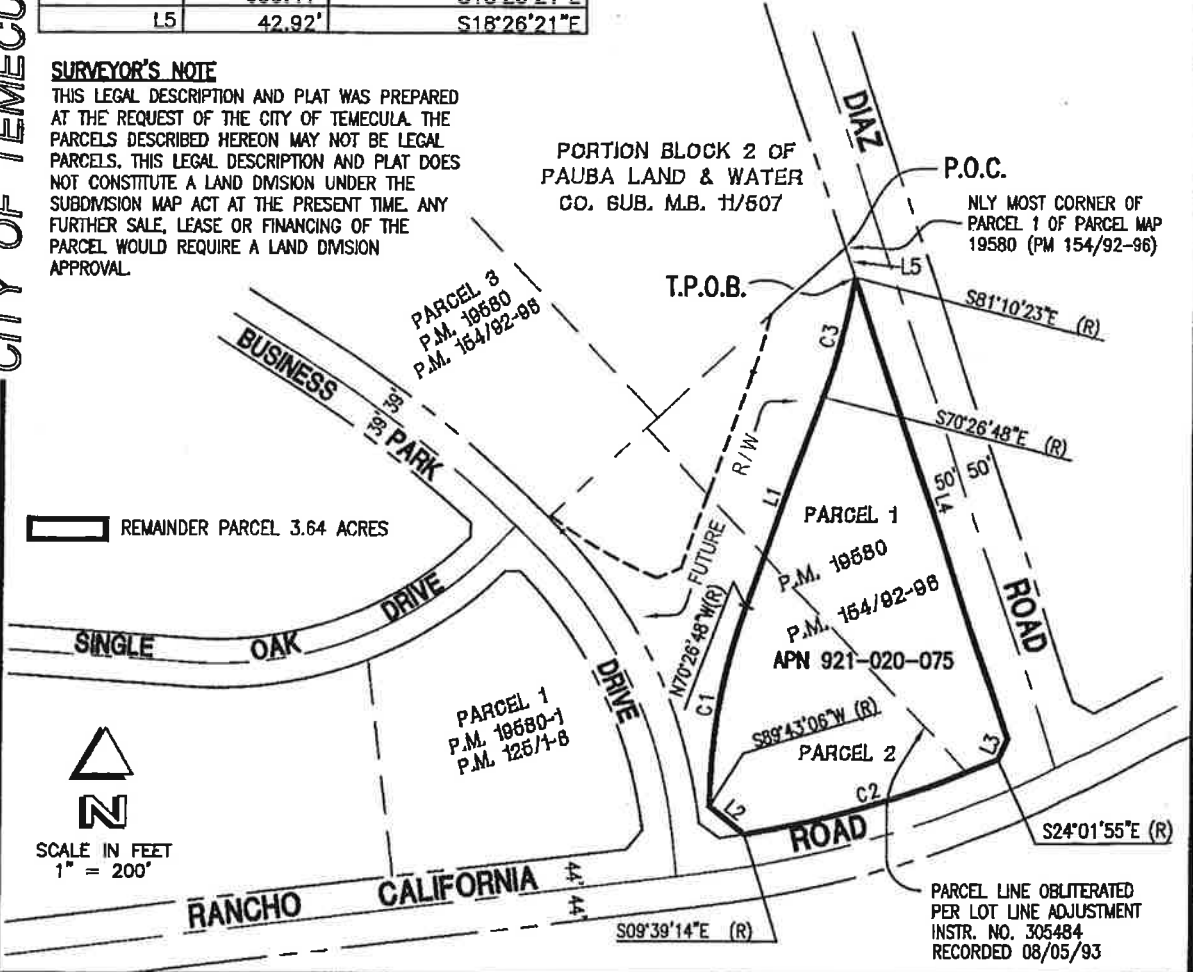 CITY OF TEMECU
S18°26'21"E
L5 42.92' S18°26'21"E
SURVEYOR'S NOTE
THIS LEGAL DESCRIPTION AND PLAT WAS PREPARED
AT THE REQUEST OF THE CITY OF TEMECULA. THE
PARCELS DESCRIBED HEREON MAY NOT BE LEGAL
PARCELS. THIS LEGAL DESCRIPTION AND PLAT DOES
NOT CONSTITUTE A LAND DIVISION UNDER THE
SUBDIVISION MAP ACT AT THE PRESENT TIME. ANY
FURTHER SALE, LEASE OR FINANCING OF THE
PARCEL WOULD REQUIRE A LAND DIVISION
APPROVAL.
PORTION BLOCK 2 OF
PAUBA LAND & WATER
CO. SUB. M.B. 11/507
DIAZ
P.O.C.
NLY MOST CORNER OF
PARCEL 1 OF PARCEL MAP
19580 (PM 154/92-96)
L5
T.P.O.B.
S81°10'23"E (R)
PARCEL 3
P.M. 19580
P.M. 154/92-96
C3
BUSINESS
39' 39'
PARK
S70°26'48"E (R)
R/W
50' 50'
L4
L1
PARCEL 1
P.M. 19580
P.M. 154/92-96
APN 921-020-075
REMAINDER PARCEL 3.64 ACRES
FUTURE
ROAD
N70°26'48"W(R)
SINGLE OAK DRIVE
DRIVE
PARCEL 1
P.M. 19580-1
P.M. 125/1-6
C1
S89°43'06"W (R)
PARCEL 2
L3
C2
L2
N
SCALE IN FEET
1" = 200'
ROAD
S24°01'55"E (R)
44' 44'
RANCHO CALIFORNIA
S09°39'14"E (R)
PARCEL LINE OBLITERATED
PER LOT LINE ADJUSTMENT
INSTR. NO. 305484
RECORDED 08/05/93